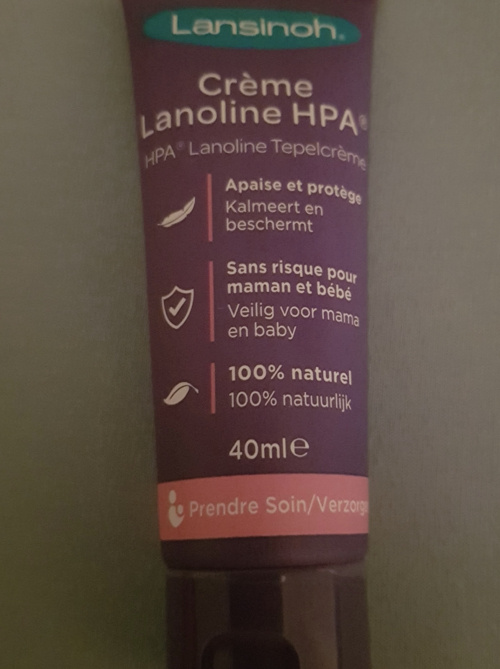 Lansinoh®
Crème
Lanoline HPA®
HPA® Lanoline Tepelcrème
Apaise et protège
Kalmeert en
beschermt
Sans risque pour
maman et bébé
Veilig voor mama
en baby
100% naturel
100% natuurlijk
40ml℮
Prendre Soin/Verzorge